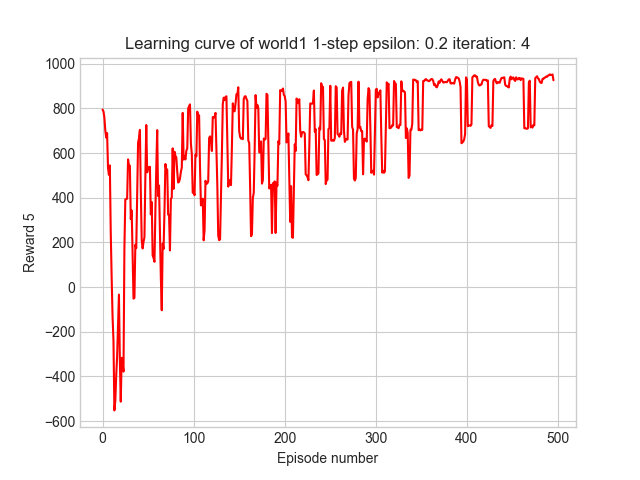 Learning curve of world1 1-step epsilon: 0.2 iteration: 4
1000
800
600
400
200
0
−200
−400
−600
Reward 5
0 100 200 300 400 500
Episode number